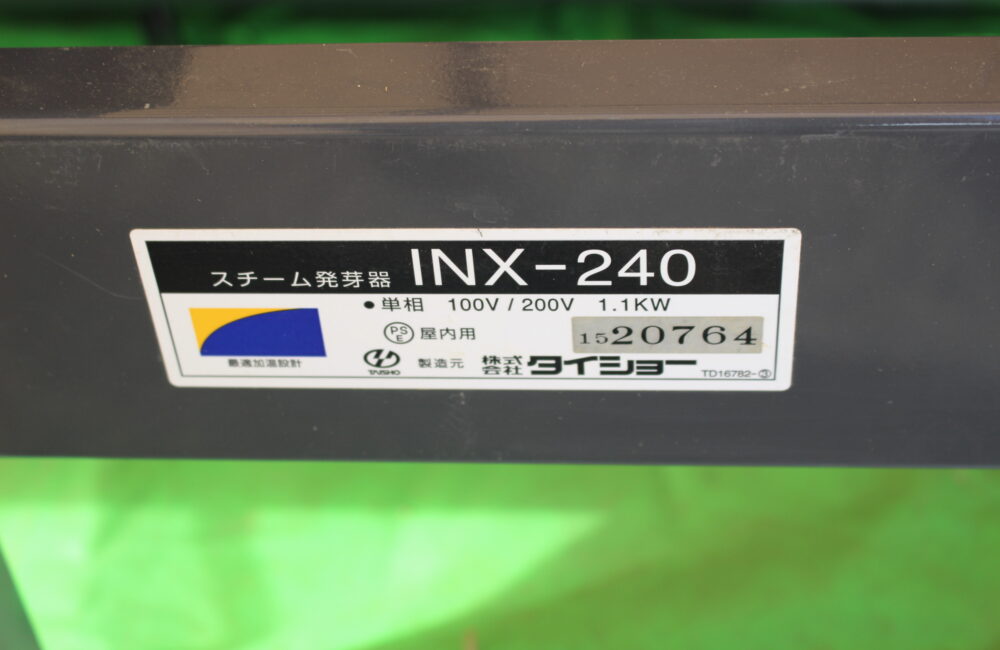 スチーム発芽器 INX-240
●単相 100V / 200V 1.1KW
PS E 屋内用 1520764
最適加温設計
TAISHO 製造元 株式会社 タイショー TD16782-③